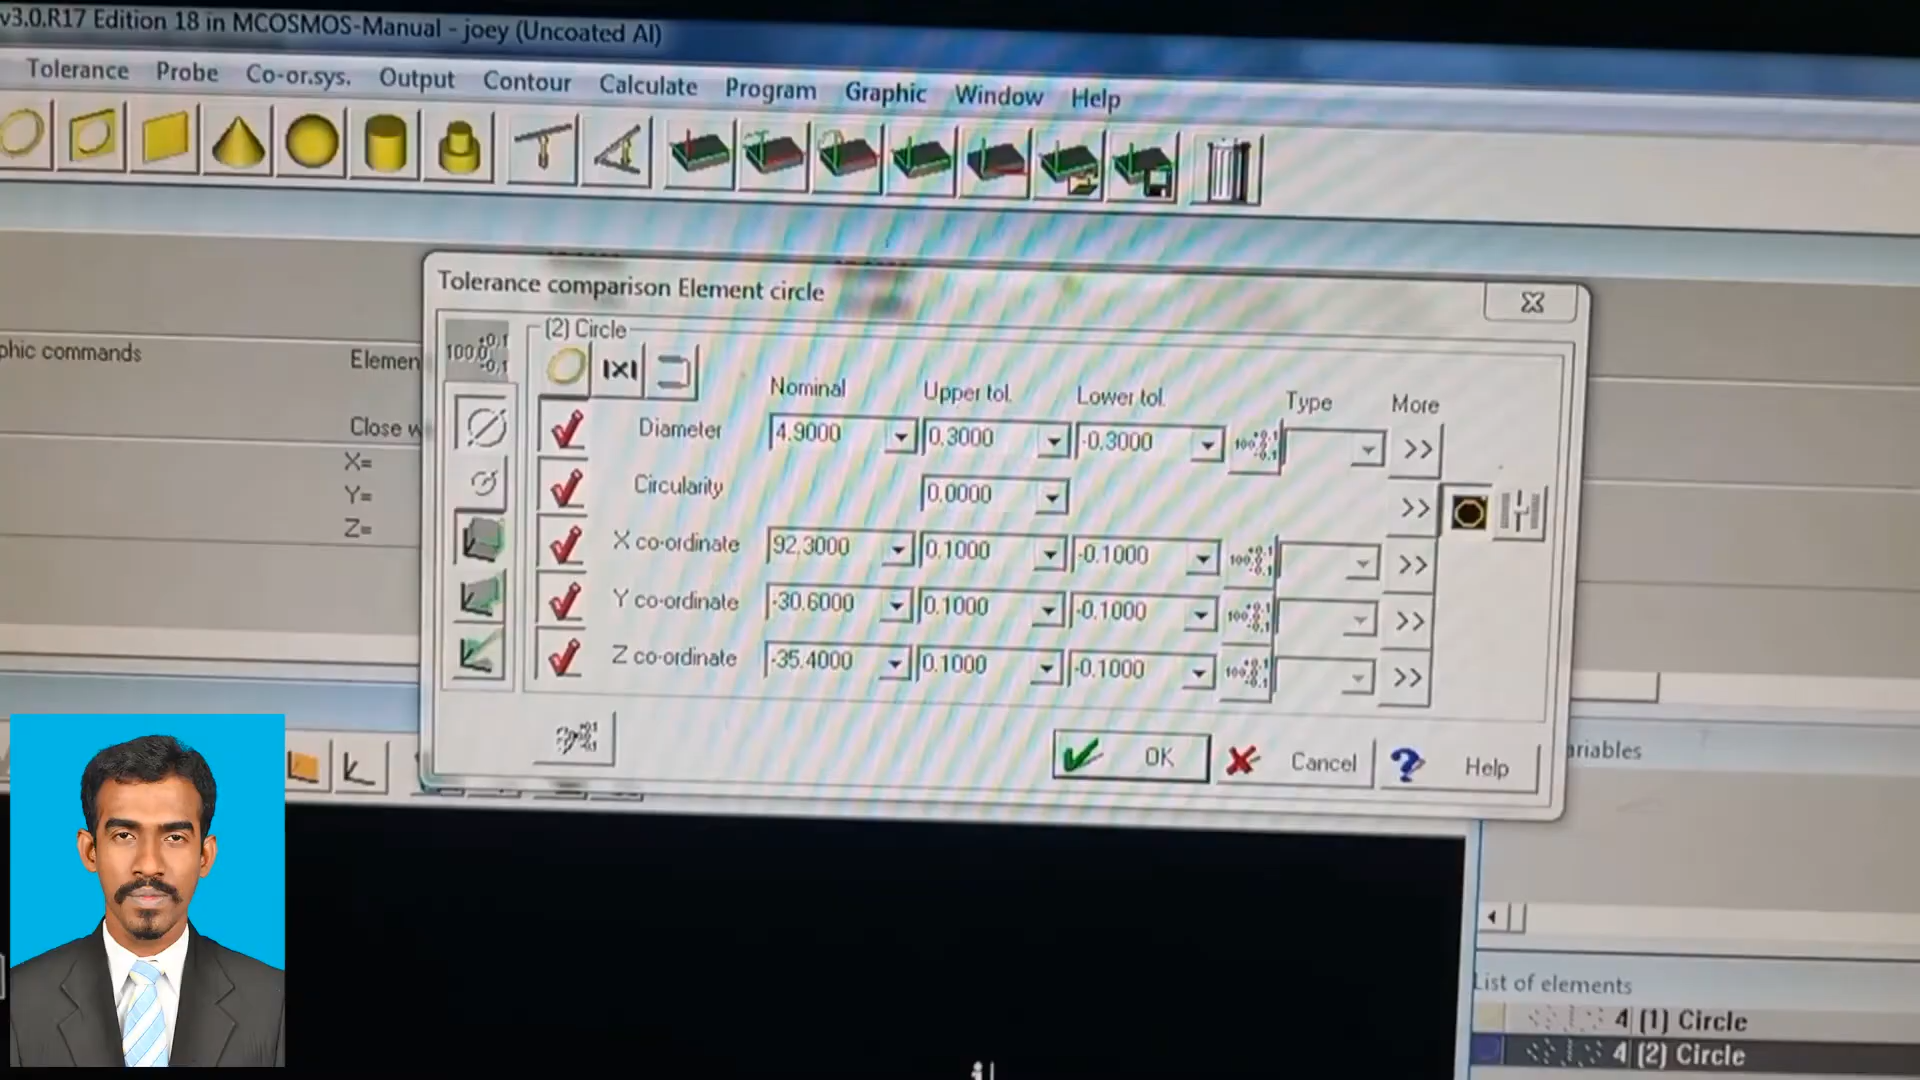 v3.0.R17 Edition 18 in MCOSMOS-Manual - joey (Uncoated Al)
Tolerance Probe Co-or.sys. Output Contour Calculate Program Graphic Window Help
Tolerance comparison Element circle
(2) Circle
phic commands
Elemen
Close w
X=
Y=
Z=
Nominal Upper tol. Lower tol. Type More
Diameter 4.9000 0.3000 -0.3000 >>
Circularity 0.0000 >>
X co-ordinate 92.3000 0.1000 -0.1000 >>
Y co-ordinate -30.6000 0.1000 -0.1000 >>
Z co-ordinate -35.4000 0.1000 -0.1000 >>
OK Cancel Help
ariables
List of elements
4 (1) Circle
4 (2) Circle